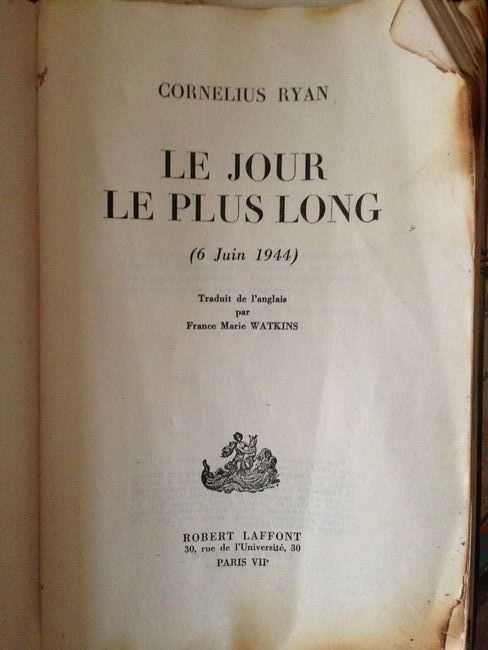 CORNELIUS RYAN
LE JOUR
LE PLUS LONG
(6 Juin 1944)
Traduit de l'anglais
par
France Marie WATKINS
ROBERT LAFFONT
30, rue de l'Université, 30
PARIS VIIe